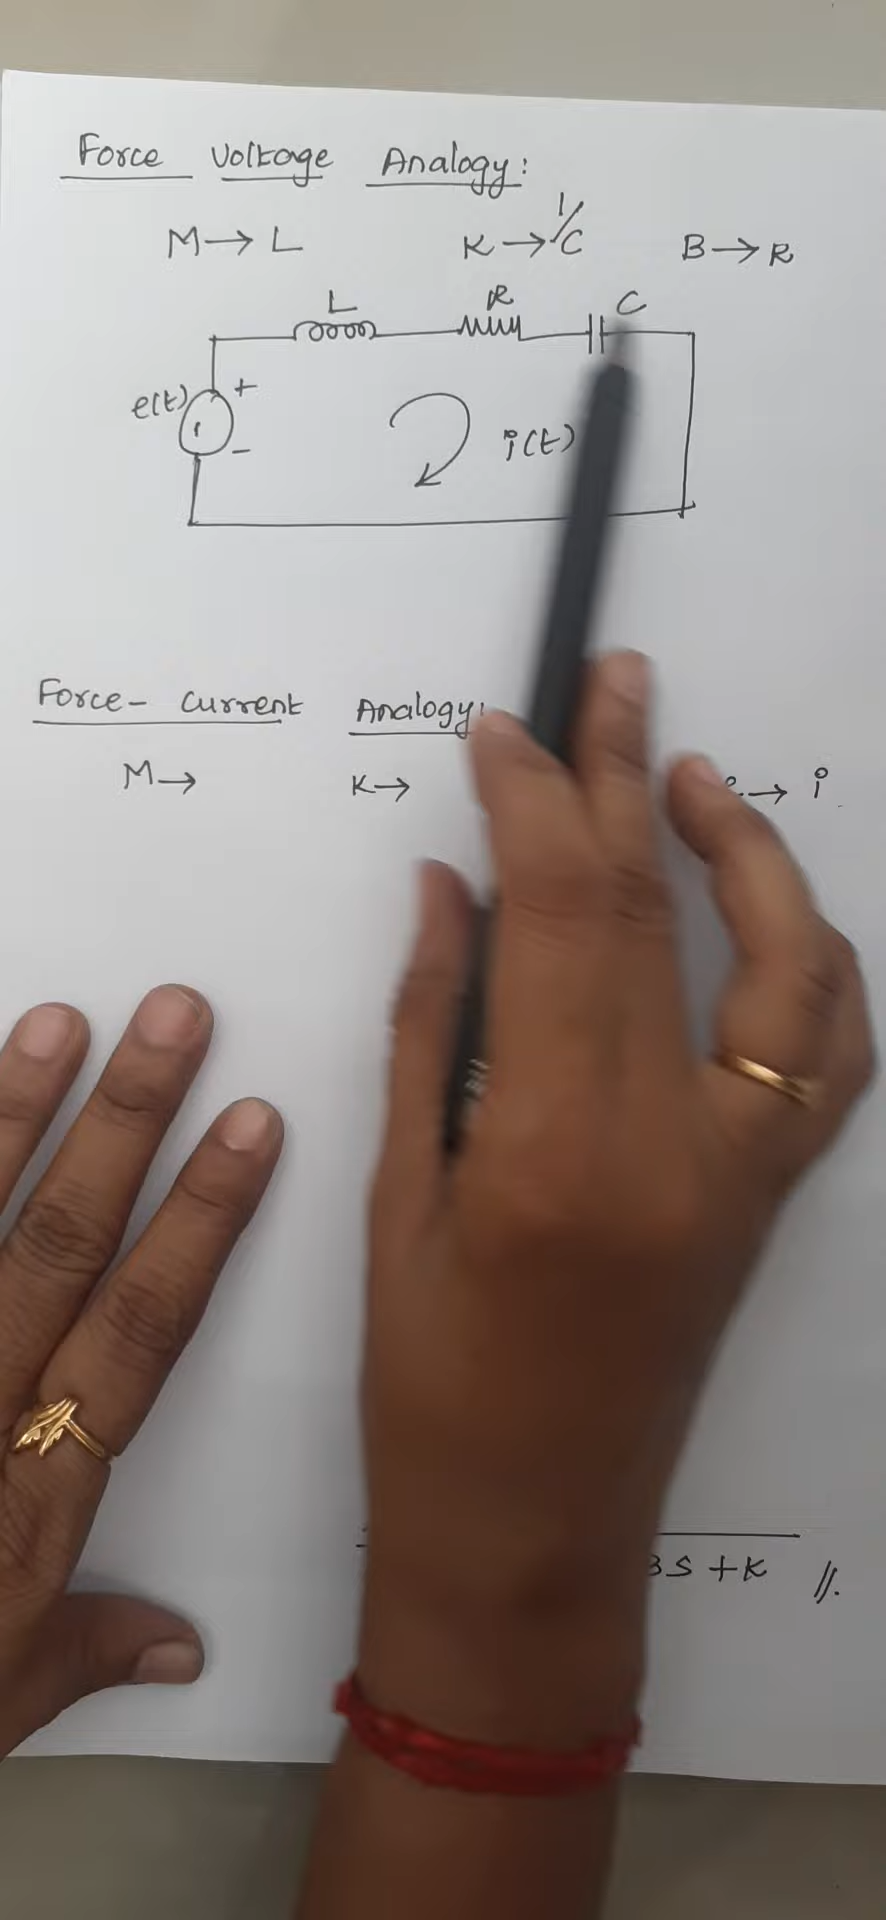 Force Voltage Analogy:
M→ L K→ 1/C B→R
L R C
e(t) + - i(t)
Force- Current Analogy:
M→ K→ → i
BS +K //.